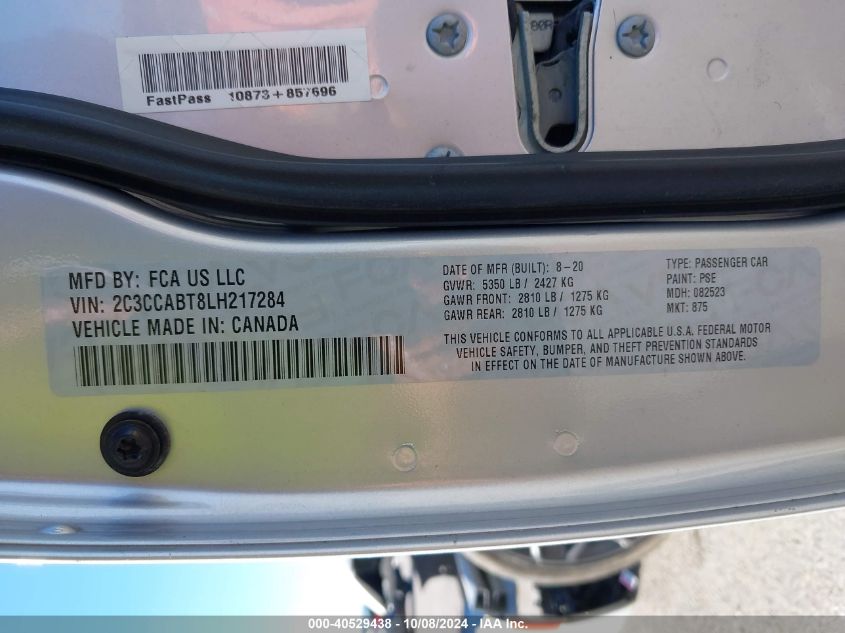 80R
FastPass 10873+857696
MFD BY: FCA US LLC
VIN: 2C3CCABT8LH217284
VEHICLE MADE IN: CANADA
DATE OF MFR (BUILT): 8-20
GVWR: 5350 LB / 2427 KG
GAWR FRONT: 2810 LB / 1275 KG
GAWR REAR: 2810 LB / 1275 KG
TYPE: PASSENGER CAR
PAINT: PSE
MDH: 082523
MKT: 875
THIS VEHICLE CONFORMS TO ALL APPLICABLE U.S.A. FEDERAL MOTOR
VEHICLE SAFETY, BUMPER, AND THEFT PREVENTION STANDARDS
IN EFFECT ON THE DATE OF MANUFACTURE SHOWN ABOVE.
000-40529438 - 10/08/2024 - IAA Inc.